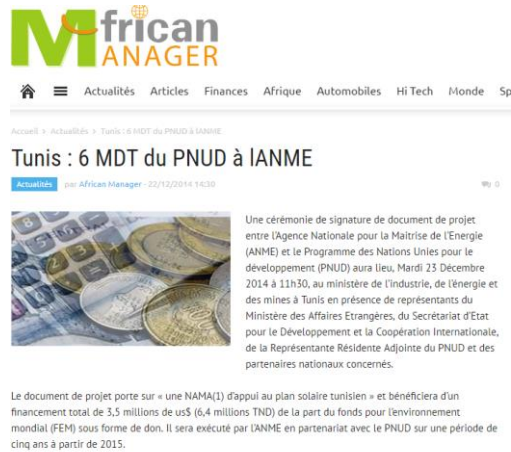 African
MANAGER
Actualités Articles Finances Afrique Automobiles Hi Tech Monde Sp
Accueil > Actualités > Tunis : 6 MDT du PNUD à lANME
Tunis : 6 MDT du PNUD à lANME
Actualités par African Manager - 22/12/2014 14:30 0
Une cérémonie de signature de document de projet
entre l'Agence Nationale pour la Maitrise de l'Energie
(ANME) et le Programme des Nations Unies pour le
développement (PNUD) aura lieu, Mardi 23 Décembre
2014 à 11h30, au ministère de l'industrie, de l'énergie et
des mines à Tunis en présence de représentants du
Ministère des Affaires Etrangères, du Secrétariat d'Etat
pour le Développement et la Coopération Internationale,
de la Représentante Résidente Adjointe du PNUD et des
partenaires nationaux concernés.
Le document de projet porte sur « une NAMA(1) d'appui au plan solaire tunisien » et bénéficiera d'un
financement total de 3,5 millions de us$ (6,4 millions TND) de la part du fonds pour l'environnement
mondial (FEM) sous forme de don. Il sera exécuté par l'ANME en partenariat avec le PNUD sur une période de
cinq ans à partir de 2015.